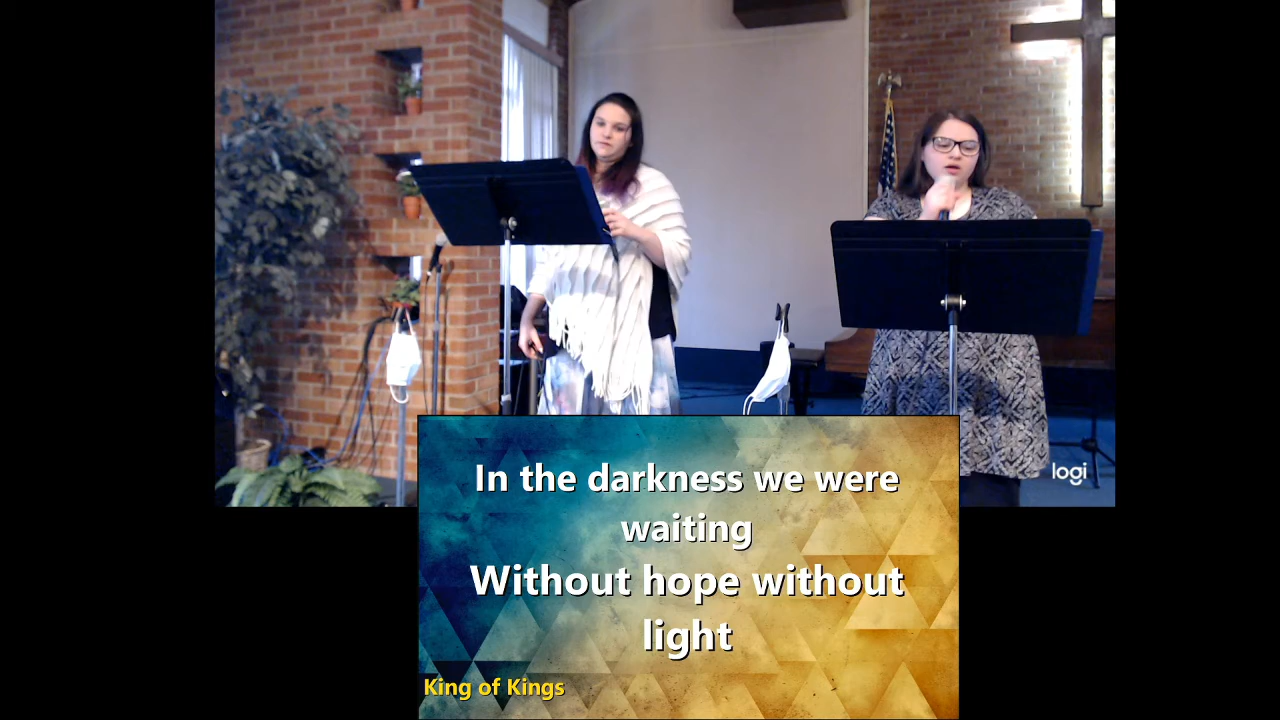 logi
In the darkness we were
waiting
Without hope without
light
King of Kings